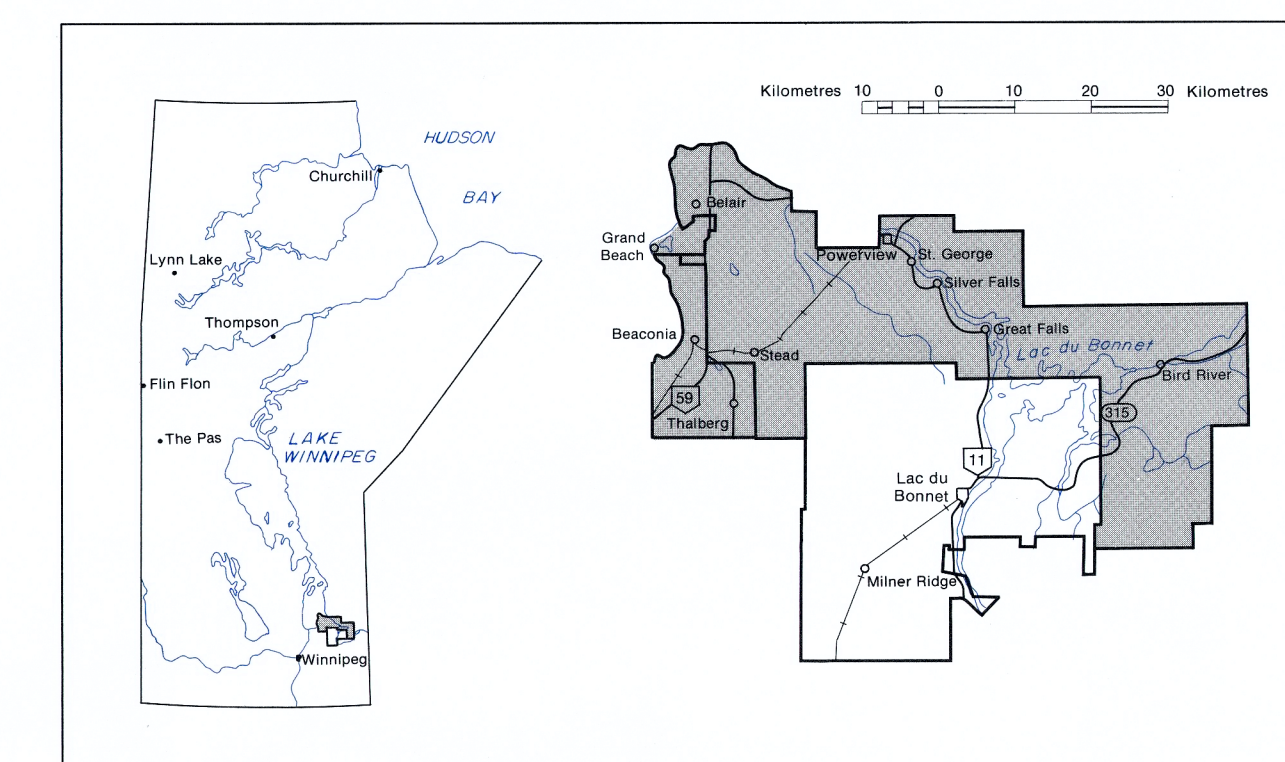 Kilometres 10 0 10 20 30 Kilometres
HUDSON
BAY
Churchill
Lynn Lake
Thompson
Flin Flon
The Pas
LAKE
WINNIPEG
Winnipeg
Belair
Grand
Beach
Powerview
St. George
Silver Falls
Beaconia
Great Falls
Stead
Lac du Bonnet
Bird River
59
Thalberg
315
11
Lac du
Bonnet
Milner Ridge